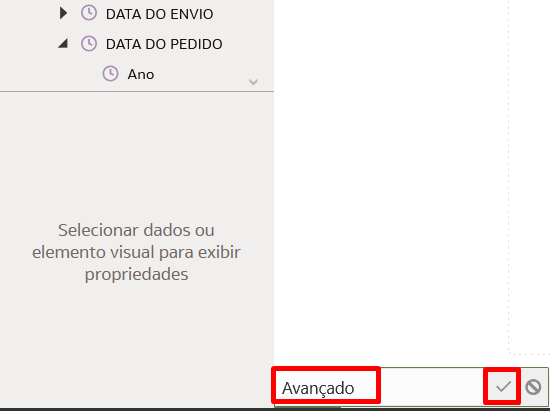 DATA DO ENVIO
DATA DO PEDIDO
Ano
Selecionar dados ou
elemento visual para exibir
propriedades
Avançado